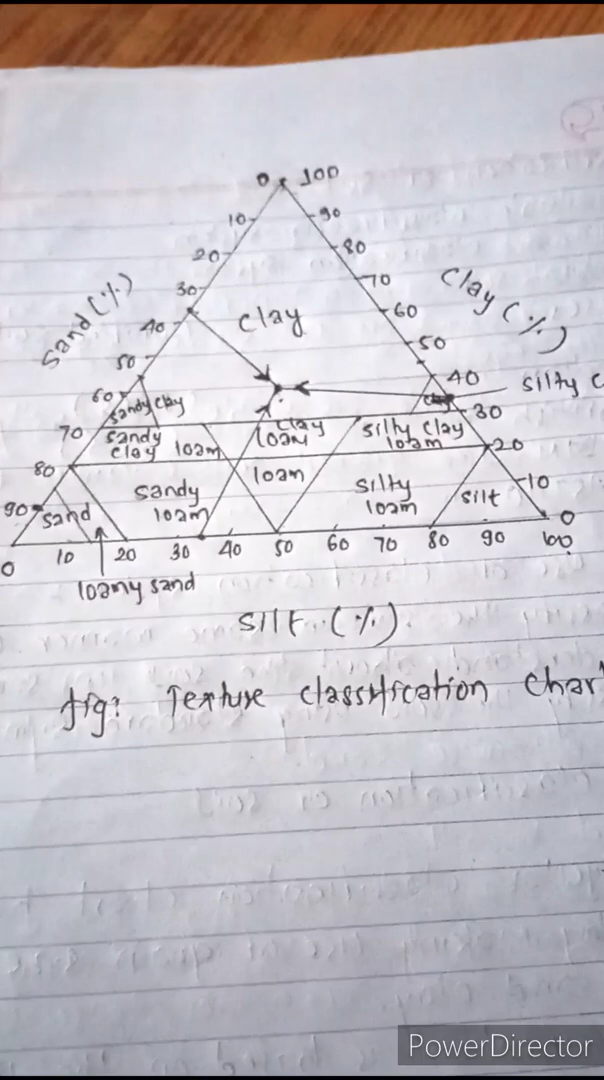 0 100
10 90
20 80
30 70
Sand (%) Clay (%)
40 clay 60
50 50
60 sandy clay 40 silty c
70 sandy clay loam clay loam silty clay loam clay 30
80 20
90 sand sandy loam loam silty loam silt 10
0 10 20 30 40 50 60 70 80 90 100 0
loamy sand
silt (%)
fig: Texture classification Chart
PowerDirector